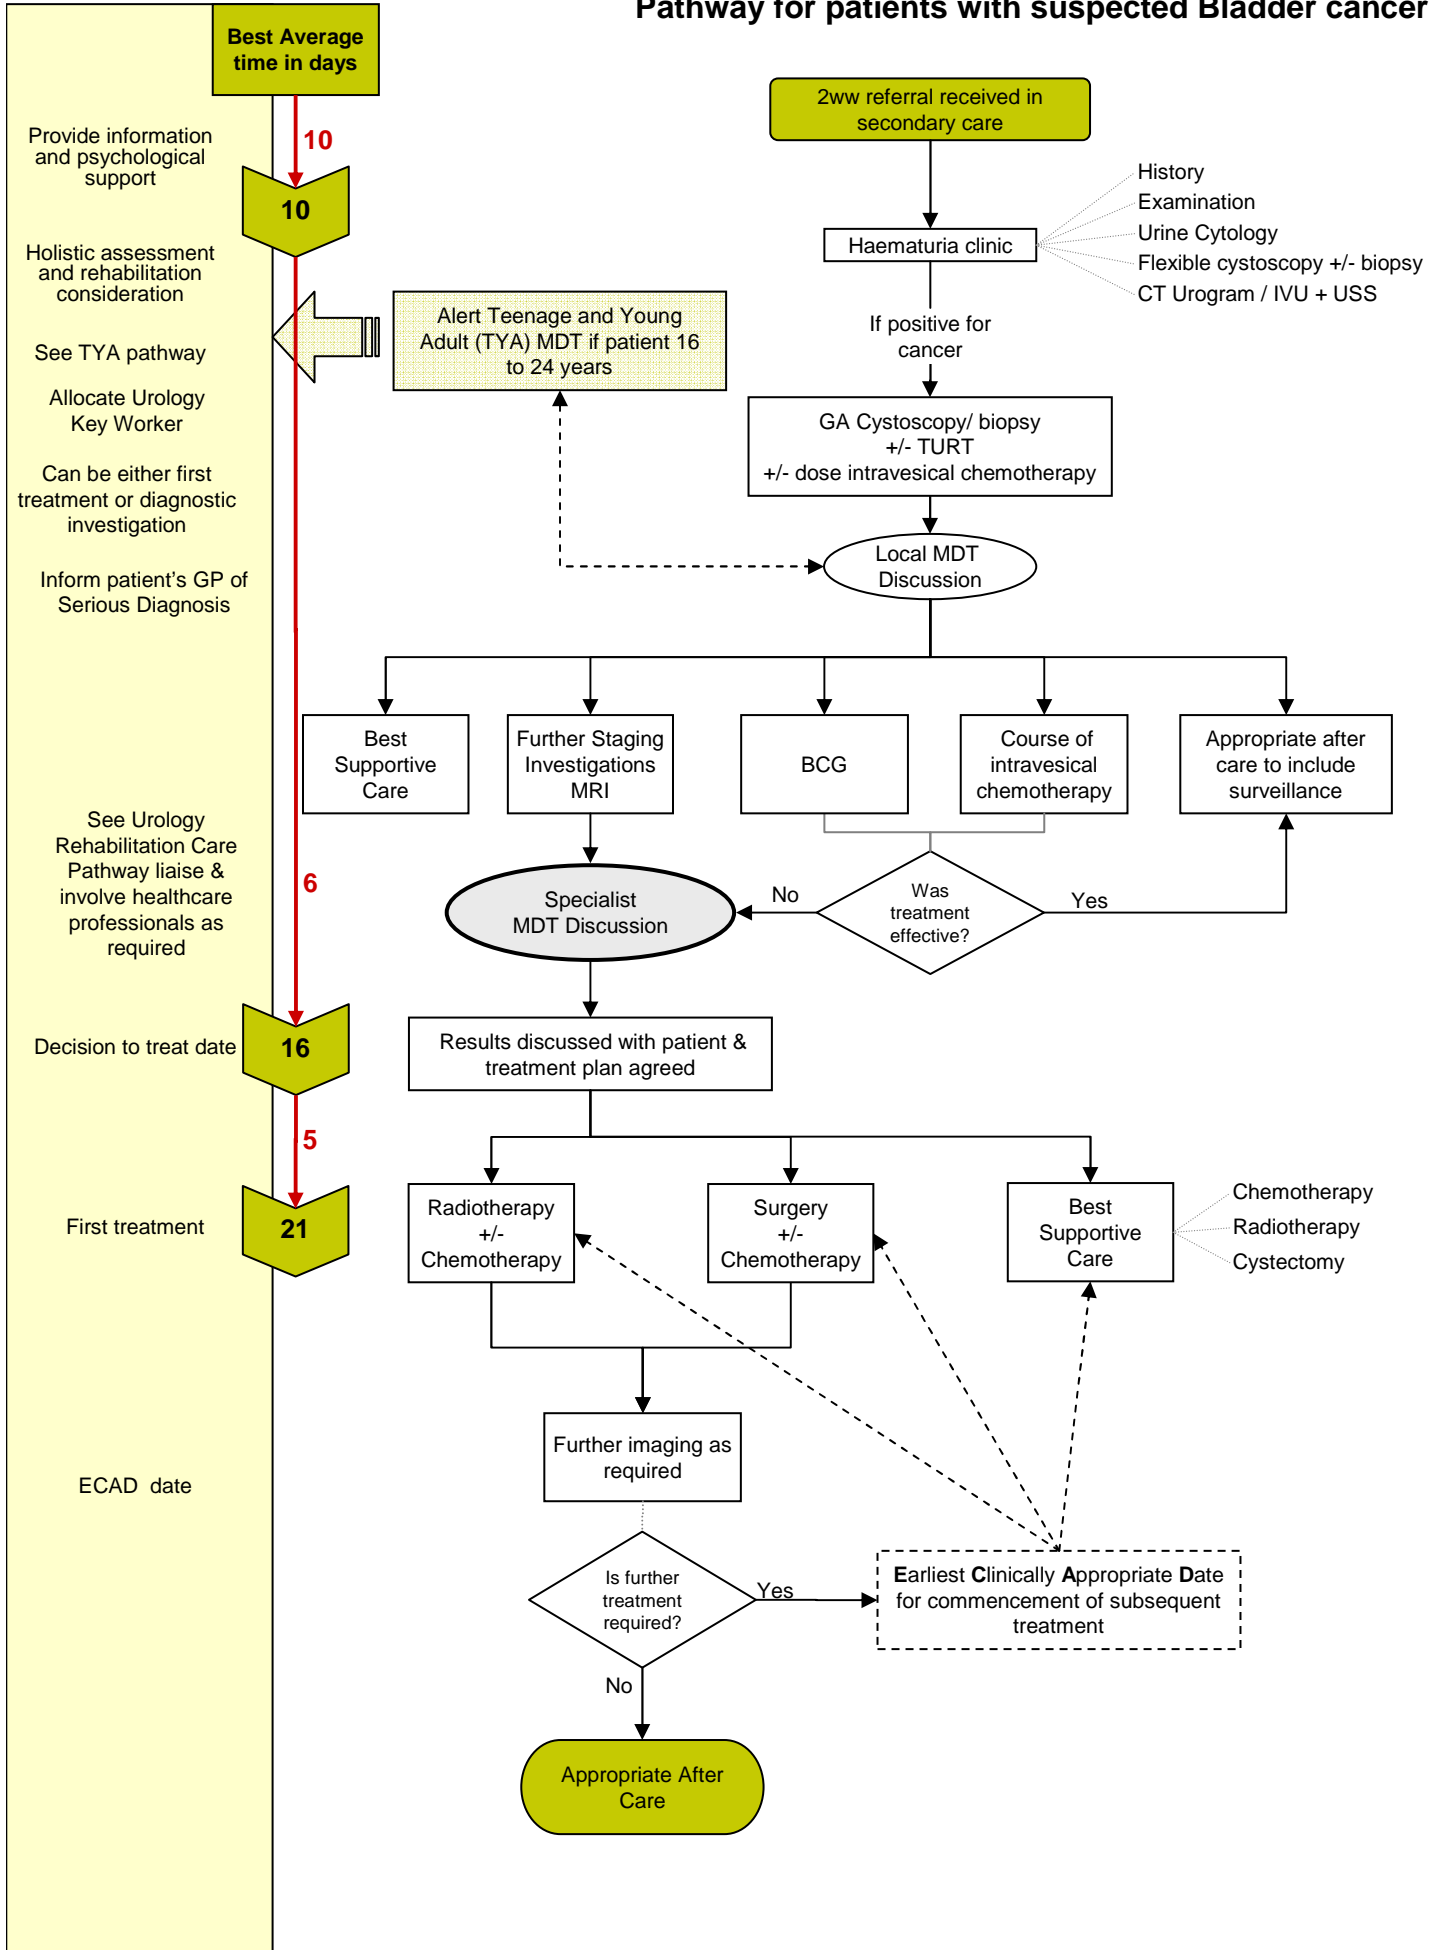 Pathway for patients with suspected Bladder cancer
Best Average
time in days
10
10
Provide information
and psychological
support
Holistic assessment
and rehabilitation
consideration
See TYA pathway
Allocate Urology
Key Worker
Can be either first
treatment or diagnostic
investigation
Inform patient's GP of
Serious Diagnosis
See Urology
Rehabilitation Care
Pathway liaise &
involve healthcare
professionals as
required
6
Decision to treat date
16
5
First treatment
21
ECAD date
2ww referral received in
secondary care
Haematuria clinic
History
Examination
Urine Cytology
Flexible cystoscopy +/- biopsy
CT Urogram / IVU + USS
If positive for
cancer
Alert Teenage and Young
Adult (TYA) MDT if patient 16
to 24 years
GA Cystoscopy/ biopsy
+/- TURT
+/- dose intravesical chemotherapy
Local MDT
Discussion
Best
Supportive
Care
Further Staging
Investigations
MRI
BCG
Course of
intravesical
chemotherapy
Appropriate after
care to include
surveillance
Specialist
MDT Discussion
No
Was
treatment
effective?
Yes
Results discussed with patient &
treatment plan agreed
Radiotherapy
+/-
Chemotherapy
Surgery
+/-
Chemotherapy
Best
Supportive
Care
Chemotherapy
Radiotherapy
Cystectomy
Further imaging as
required
Is further
treatment
required?
Yes
Earliest Clinically Appropriate Date
for commencement of subsequent
treatment
No
Appropriate After
Care